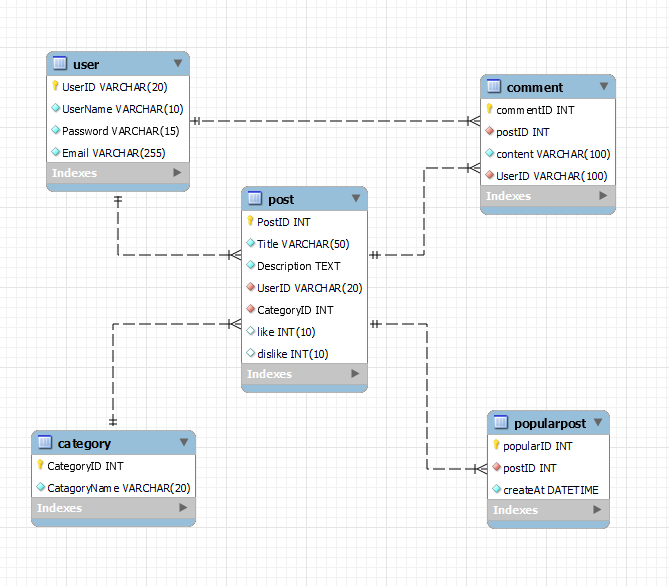 user
UserID VARCHAR(20)
UserName VARCHAR(10)
Password VARCHAR(15)
Email VARCHAR(255)
Indexes
comment
commentID INT
postID INT
content VARCHAR(100)
UserID VARCHAR(100)
Indexes
post
PostID INT
Title VARCHAR(50)
Description TEXT
UserID VARCHAR(20)
CategoryID INT
like INT(10)
dislike INT(10)
Indexes
category
CategoryID INT
CatagoryName VARCHAR(20)
Indexes
popularpost
popularID INT
postID INT
createAt DATETIME
Indexes